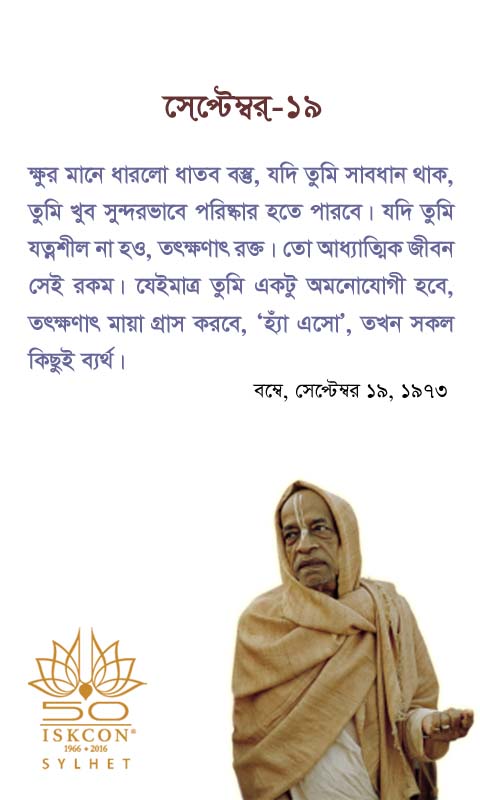 সেপ্টেম্বর-১৯
ক্ষুর মানে ধারলো ধাতব বস্তু, যদি তুমি সাবধান থাক,
তুমি খুব সুন্দরভাবে পরিষ্কার হতে পারবে। যদি তুমি
যত্নশীল না হও, তৎক্ষণাৎ রক্ত। তো আধ্যাত্মিক জীবন
সেই রকম। যেইমাত্র তুমি একটু অমনোযোগী হবে,
তৎক্ষণাৎ মায়া গ্রাস করবে, ‘হ্যাঁ এসো’, তখন সকল
কিছুই ব্যর্থ।
বম্বে, সেপ্টেম্বর ১৯, ১৯৭৩
50
ISKCON®
1966 • 2016
SYLHET